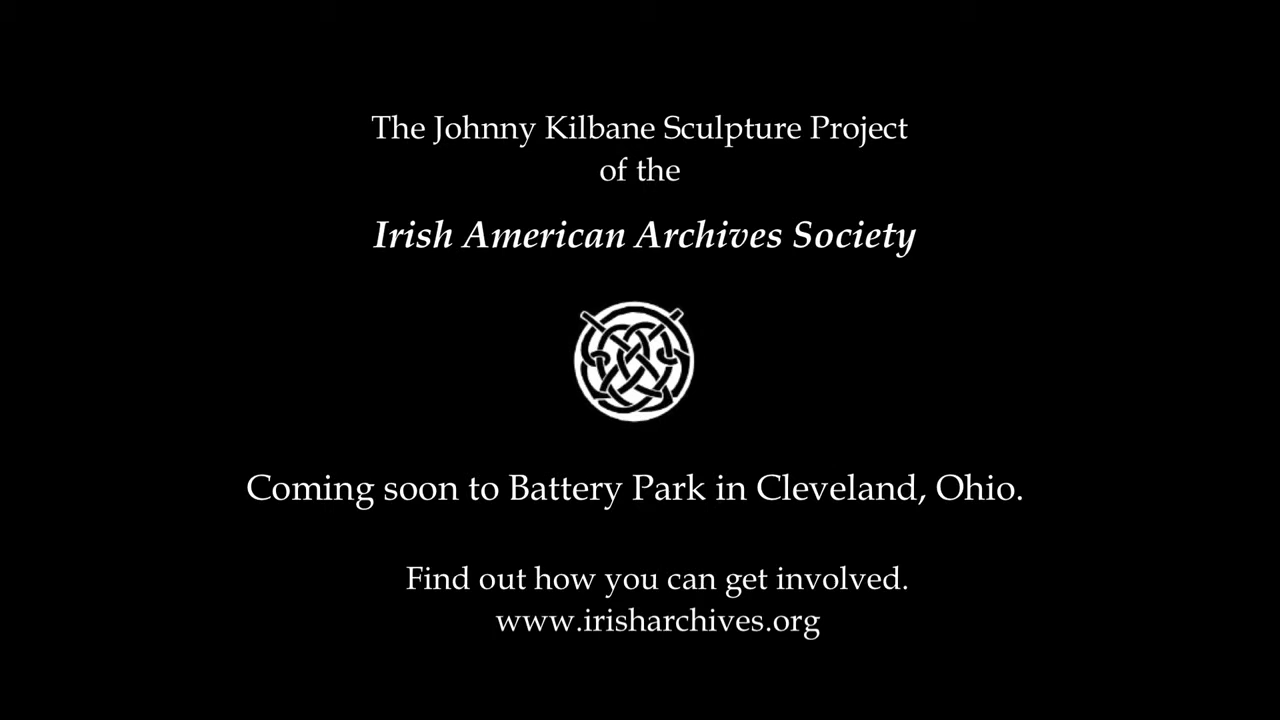 The Johnny Kilbane Sculpture Project
of the
Irish American Archives Society
Coming soon to Battery Park in Cleveland, Ohio.
Find out how you can get involved.
www.irisharchives.org